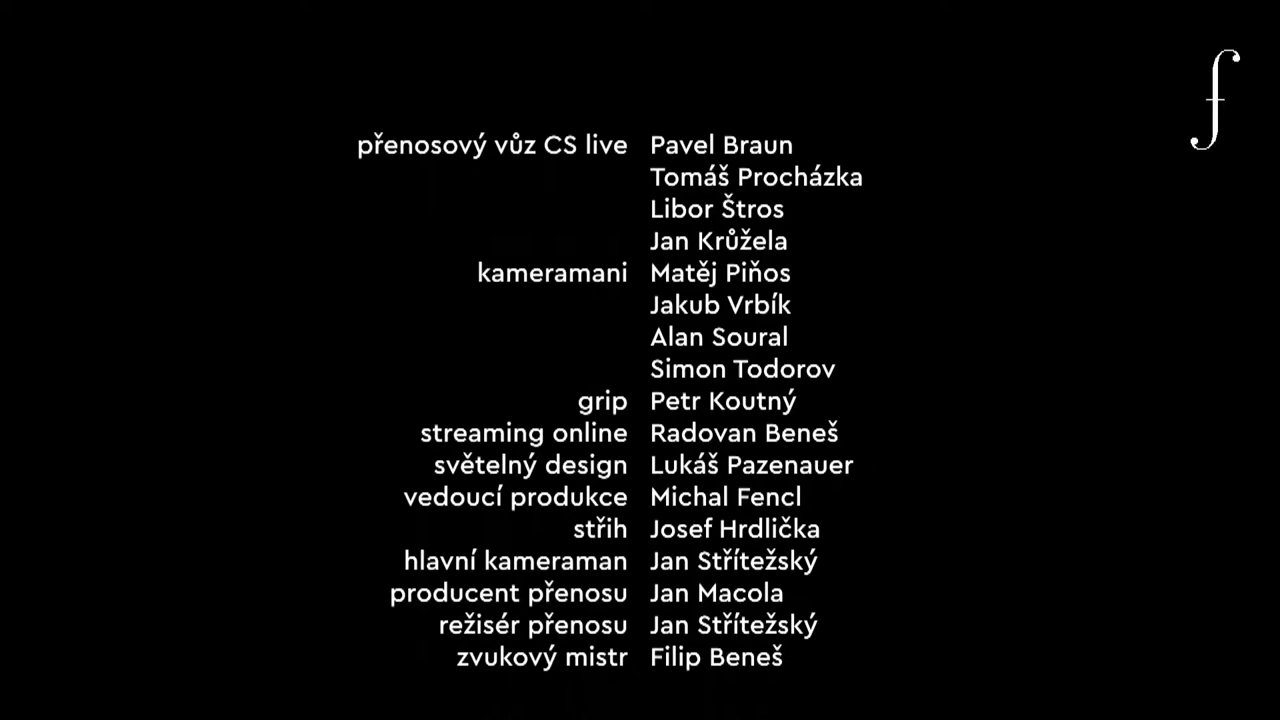 přenosový vůz CS live Pavel Braun
Tomáš Procházka
Libor Štros
Jan Krůžela
kameramani Matěj Piňos
Jakub Vrbík
Alan Soural
Simon Todorov
grip Petr Koutný
streaming online Radovan Beneš
světelný design Lukáš Pazenauer
vedoucí produkce Michal Fencl
střih Josef Hrdlička
hlavní kameraman Jan Střítežský
producent přenosu Jan Macola
režisér přenosu Jan Střítežský
zvukový mistr Filip Beneš